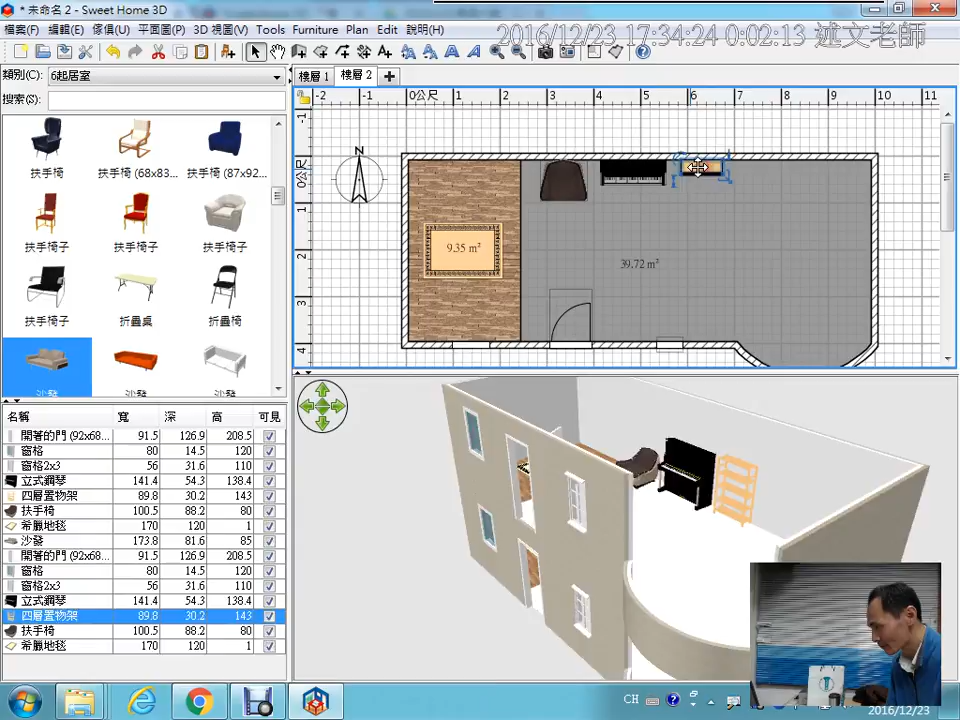 * 未命名 2 - Sweet Home 3D
檔案(F) 編輯(E) 傢俱(U) 平面圖(P) 3D 視圖(V) Tools Furniture Plan Edit 說明(H)
2016/12/23 17:34:24 0:02:13 述文老師
類別(C): 6起居室
搜索(S):
樓層 1 樓層 2
-2 -1 0公尺 1 2 3 4 5 6 7 8 9 10 11
-1
0公尺
1
2
3
4
N
9.35 m²
39.72 m²
扶手椅 扶手椅 (68x83... 扶手椅 (87x92...
扶手椅子 扶手椅子 扶手椅子
扶手椅子 折疊桌 折疊椅
沙發 沙發 沙發
名稱 寬 深 高 可見
開著的門 (92x68... 91.5 126.9 208.5
窗格 80 14.5 120
窗格2x3 56 31.6 110
立式鋼琴 141.4 54.3 138.4
四層置物架 89.8 30.2 143
扶手椅 100.5 88.2 80
希臘地毯 170 120 1
沙發 173.8 81.6 85
開著的門 (92x68... 91.5 126.9 208.5
窗格 80 14.5 120
窗格2x3 56 31.6 110
立式鋼琴 141.4 54.3 138.4
四層置物架 89.8 30.2 143
扶手椅 100.5 88.2 80
希臘地毯 170 120 1
CH
2016/12/23